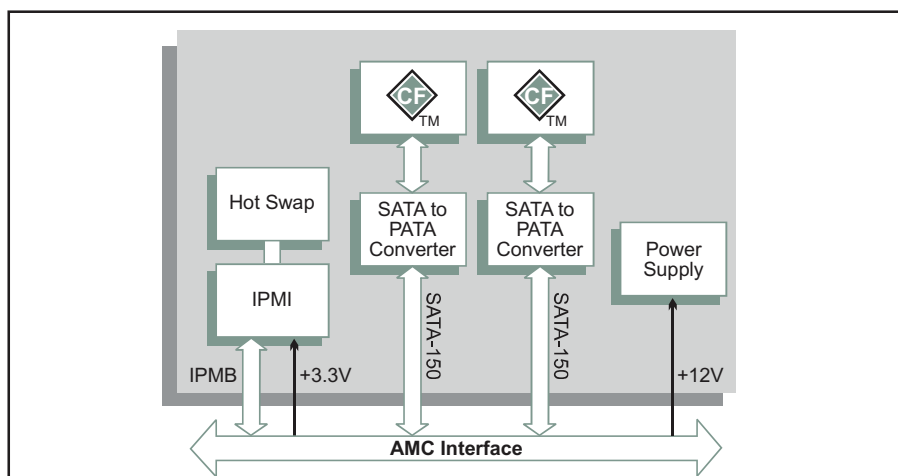 CF
TM
CF
TM
Hot Swap
SATA to
PATA
Converter
SATA to
PATA
Converter
Power
Supply
IPMI
SATA-150
SATA-150
IPMB
+3.3V
+12V
AMC Interface